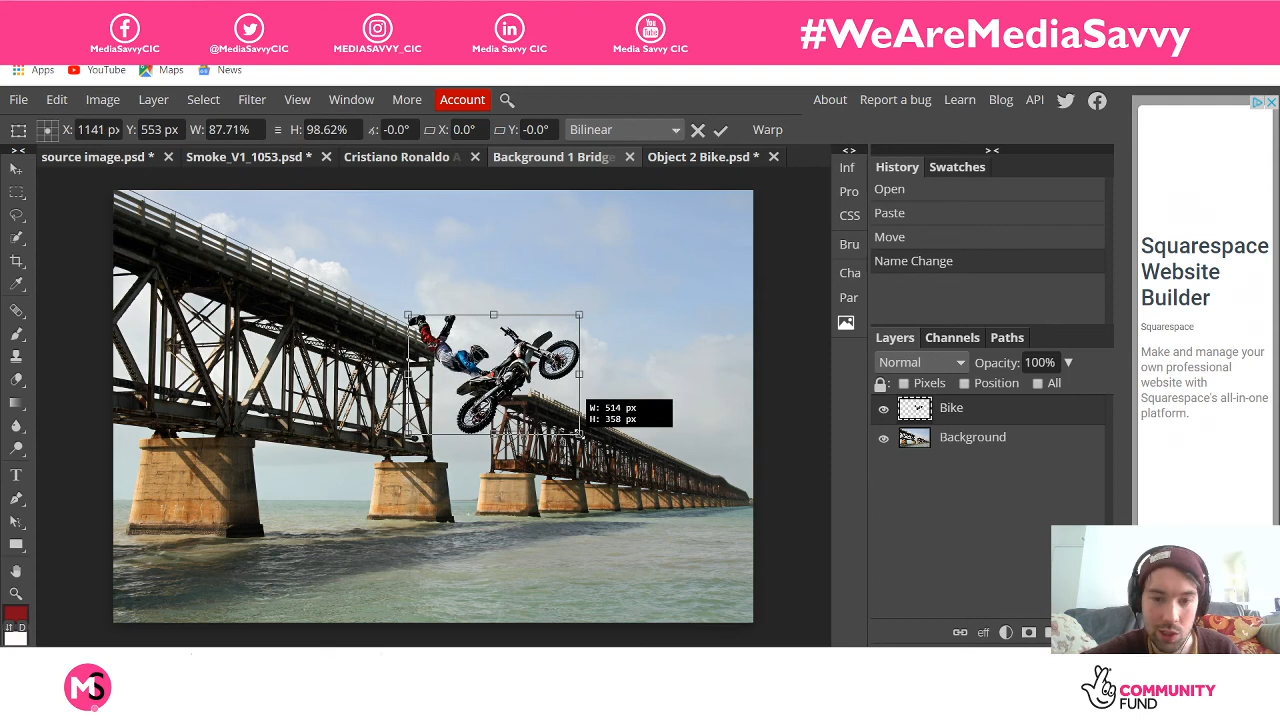 #WeAreMediaSavvy
MediaSavvyCIC
@MediaSavvyCIC
MEDIASAVVY_CIC
Media Savvy CIC
You Tube
Media Savvy CIC
Apps YouTube Maps News
File Edit Image Layer Select Filter View Window More Account
About Report a bug Learn Blog API
X: 1141 px Y: 553 px W: 87.71% H: 98.62% -0.0° X: 0.0° Y: -0.0° Bilinear Warp
source image.psd * Smoke_V1_1053.psd * Cristiano Ronaldo A Background 1 Bridge Object 2 Bike.psd *
Inf
Pro
CSS
Bru
Cha
Par
History Swatches
Open
Paste
Move
Name Change
Layers Channels Paths
Normal Opacity: 100%
Pixels Position All
Bike
Background
eff
W: 514 px
H: 358 px
T
D
Squarespace
Website
Builder
Squarespace
Make and manage your
own professional
website with
Squarespace's all-in-one
platform.
MS
COMMUNITY
FUND